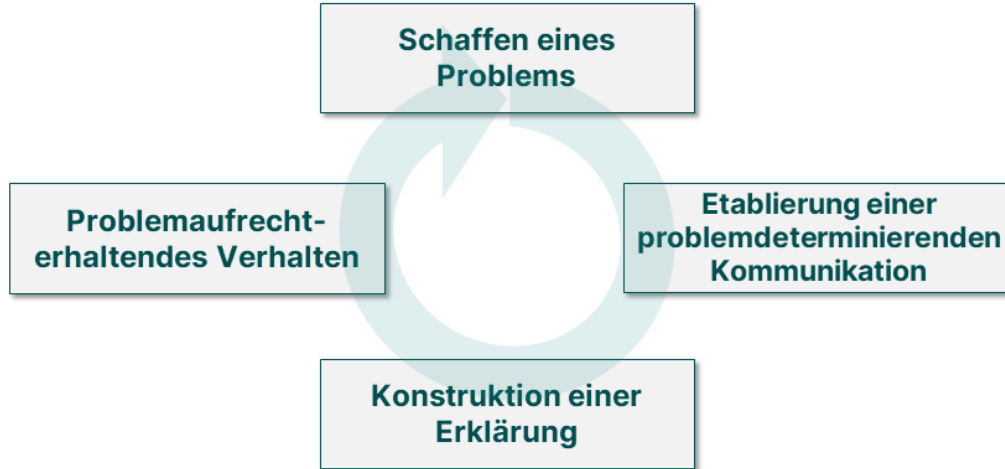 Schaffen eines
Problems
Problemaufrecht-
erhaltendes Verhalten
Etablierung einer
problemdeterminierenden
Kommunikation
Konstruktion einer
Erklärung